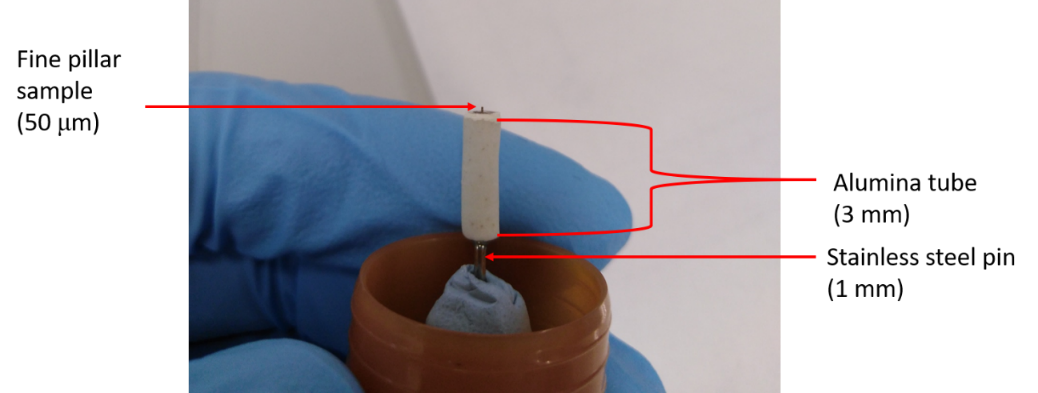 Fine pillar
sample
(50 μm)
Alumina tube
(3 mm)
Stainless steel pin
(1 mm)